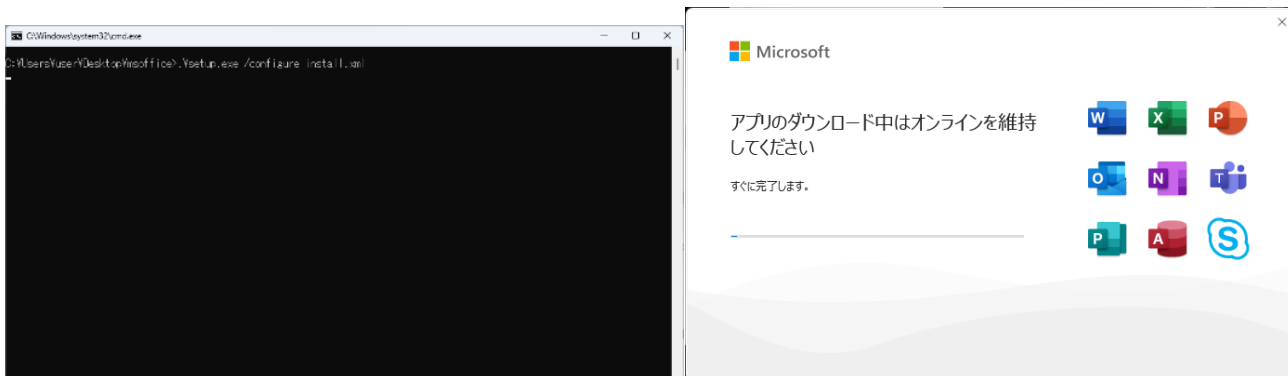 C:\Windows\system32\cmd.exe
C:¥Users¥user¥Desktop¥msoffice>.¥setup.exe /configure install.xml
Microsoft
アプリのダウンロード中はオンラインを維持
してください
すぐに完了します。
W
X
P
O
N
T
P
A
S